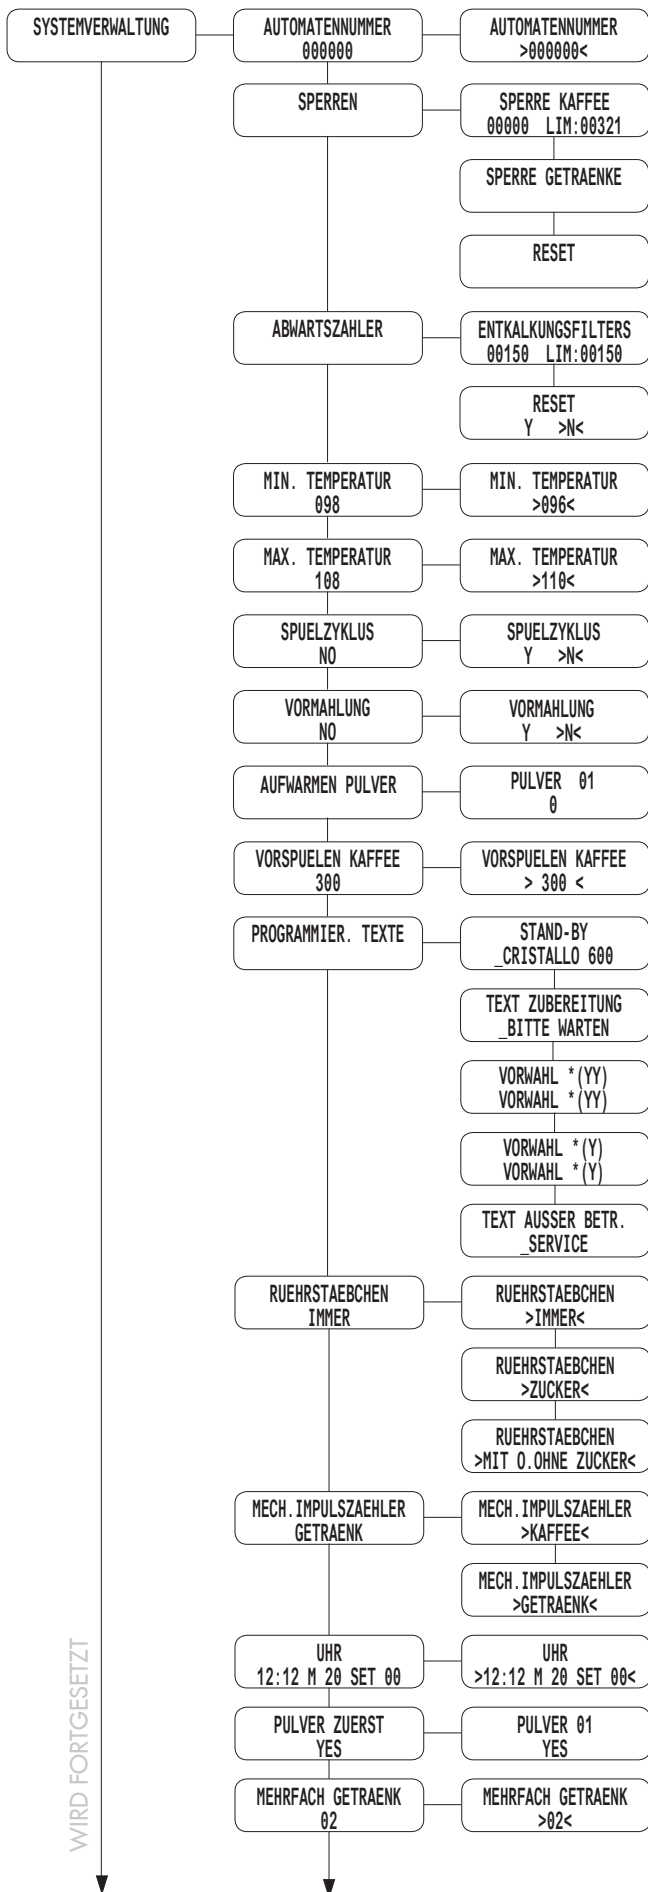 SYSTEMVERWALTUNG
AUTOMATENNUMMER
000000
AUTOMATENNUMMER
>000000<
SPERREN
SPERRE KAFFEE
00000 LIM:00321
SPERRE GETRAENKE
RESET
ABWARTSZAHLER
ENTKALKUNGSFILTERS
00150 LIM:00150
RESET
Y >N<
MIN. TEMPERATUR
098
MIN. TEMPERATUR
>096<
MAX. TEMPERATUR
108
MAX. TEMPERATUR
>110<
SPUELZYKLUS
NO
SPUELZYKLUS
Y >N<
VORMAHLUNG
NO
VORMAHLUNG
Y >N<
AUFWARMEN PULVER
PULVER 01
0
VORSPUELEN KAFFEE
300
VORSPUELEN KAFFEE
> 300 <
PROGRAMMIER. TEXTE
STAND-BY
_CRISTALLO 600
TEXT ZUBEREITUNG
_BITTE WARTEN
VORWAHL *(YY)
VORWAHL *(YY)
VORWAHL *(Y)
VORWAHL *(Y)
TEXT AUSSER BETR.
_SERVICE
RUEHRSTAEBCHEN
IMMER
RUEHRSTAEBCHEN
>IMMER<
RUEHRSTAEBCHEN
>ZUCKER<
RUEHRSTAEBCHEN
>MIT O.OHNE ZUCKER<
MECH.IMPULSZAEHLER
GETRAENK
MECH.IMPULSZAEHLER
>KAFFEE<
MECH.IMPULSZAEHLER
>GETRAENK<
UHR
12:12 M 20 SET 00
UHR
>12:12 M 20 SET 00<
PULVER ZUERST
YES
PULVER 01
YES
MEHRFACH GETRAENK
02
MEHRFACH GETRAENK
>02<
WIRD FORTGESETZT